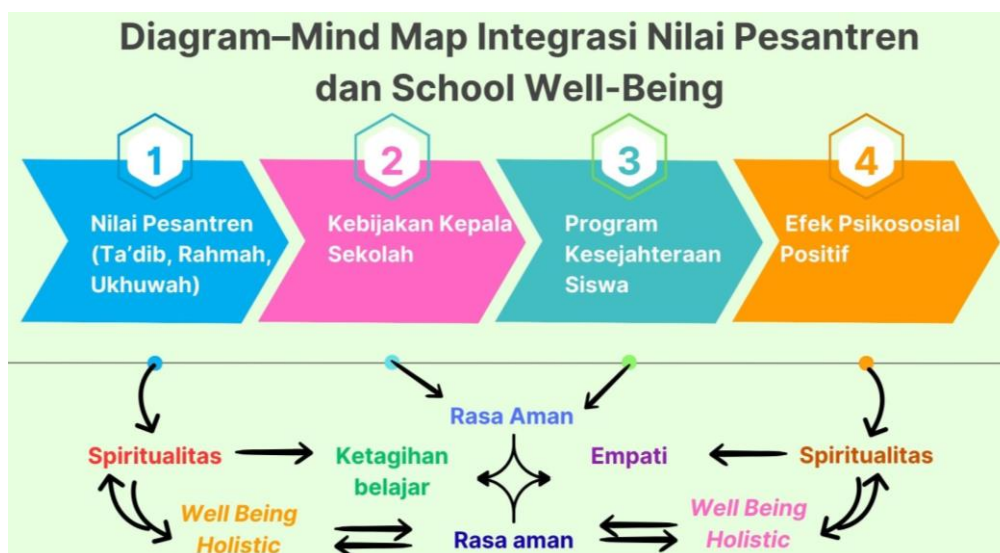 Diagram–Mind Map Integrasi Nilai Pesantren
dan School Well-Being
1
Nilai Pesantren
(Ta'dib, Rahmah,
Ukhuwah)
2
Kebijakan Kepala
Sekolah
3
Program
Kesejahteraan
Siswa
4
Efek Psikososial
Positif
Rasa Aman
Spiritualitas
Ketagihan
belajar
Empati
Spiritualitas
Well Being
Holistic
Rasa aman
Well Being
Holistic